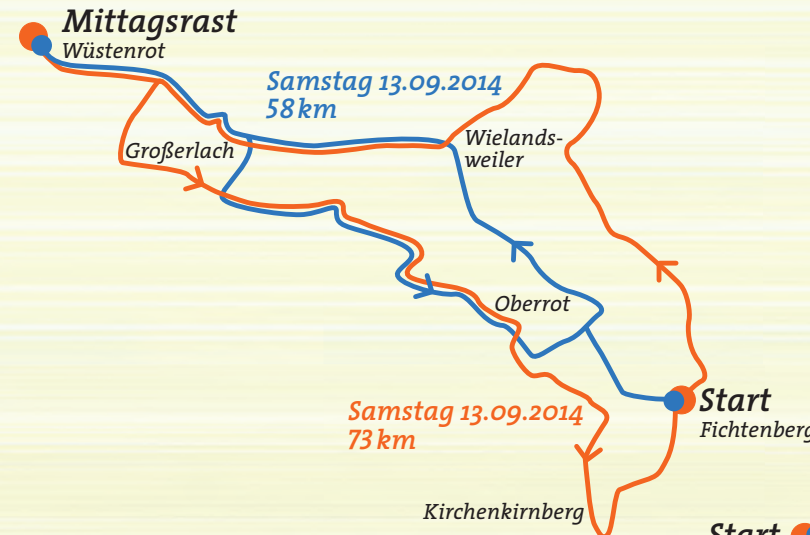 Mittagsrast
Wüstenrot
Samstag 13.09.2014
58 km
Großerlach
Wielands-
weiler
Oberrot
Start
Fichtenberg
Samstag 13.09.2014
73 km
Kirchenkirnberg
Start